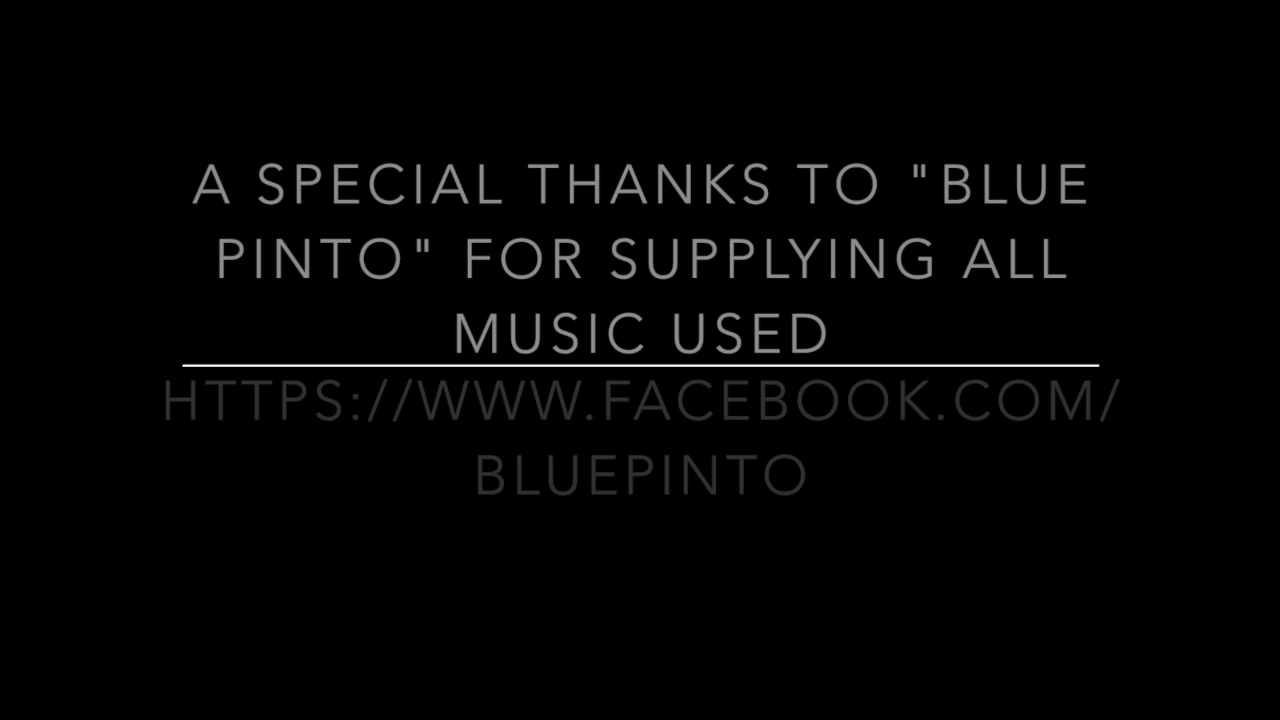 A SPECIAL THANKS TO "BLUE
PINTO" FOR SUPPLYING ALL
MUSIC USED
HTTPS://WWW.FACEBOOK.COM/
BLUEPINTO